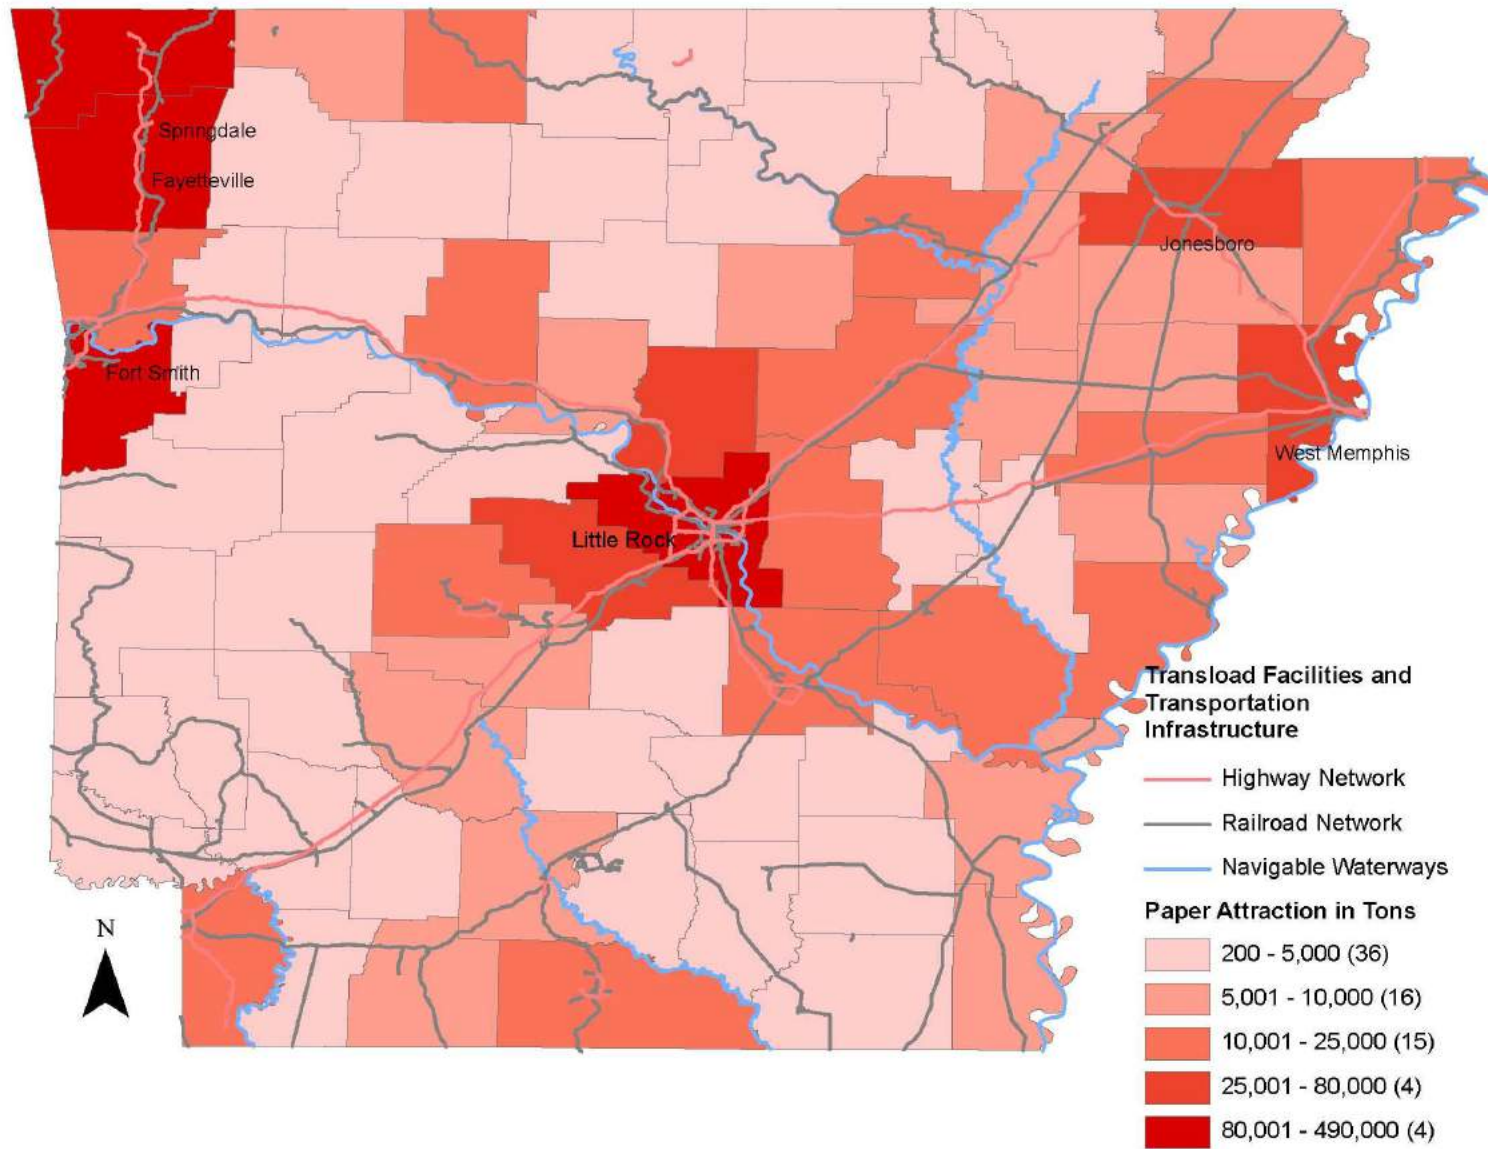 Springdale
Fayetteville
Jonesboro
Fort Smith
West Memphis
Little Rock
Transload Facilities and
Transportation
Infrastructure
Highway Network
Railroad Network
Navigable Waterways
Paper Attraction in Tons
N
200 - 5,000 (36)
5,001 - 10,000 (16)
10,001 - 25,000 (15)
25,001 - 80,000 (4)
80,001 - 490,000 (4)